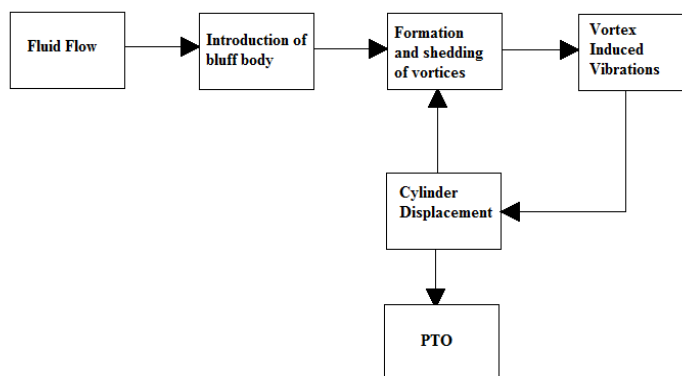 Fluid Flow
Introduction of
bluff body
Formation
and shedding
of vortices
Vortex
Induced
Vibrations
Cylinder
Displacement
PTO